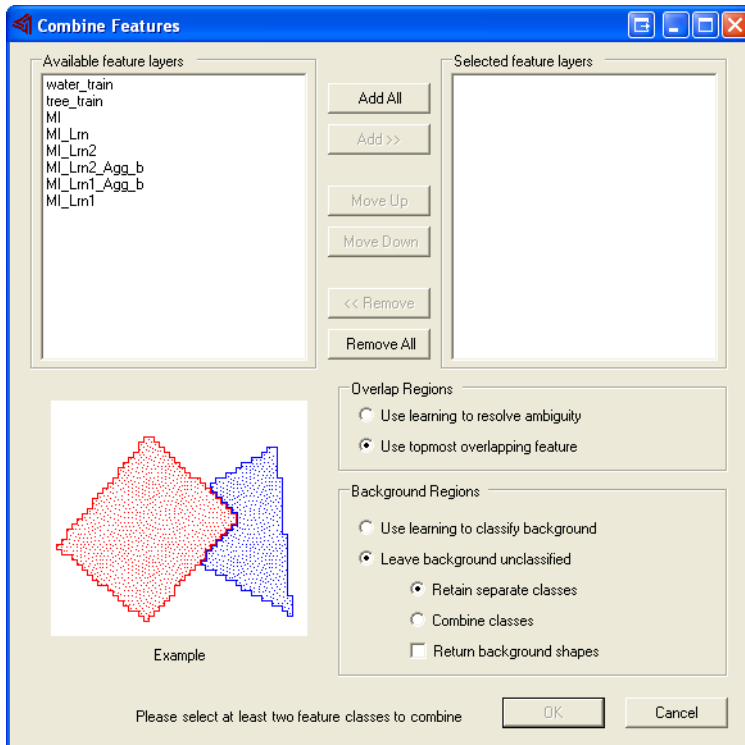 Combine Features
Available feature layers
water_train
tree_train
MI
MI_Lrn
MI_Lrn2
MI_Lrn2_Agg_b
MI_Lrn1_Agg_b
MI_Lrn1
Add All
Add >>
Move Up
Move Down
<< Remove
Remove All
Selected feature layers
Overlap Regions
Use learning to resolve ambiguity
Use topmost overlapping feature
Background Regions
Use learning to classify background
Leave background unclassified
Retain separate classes
Combine classes
Return background shapes
Example
Please select at least two feature classes to combine
OK
Cancel